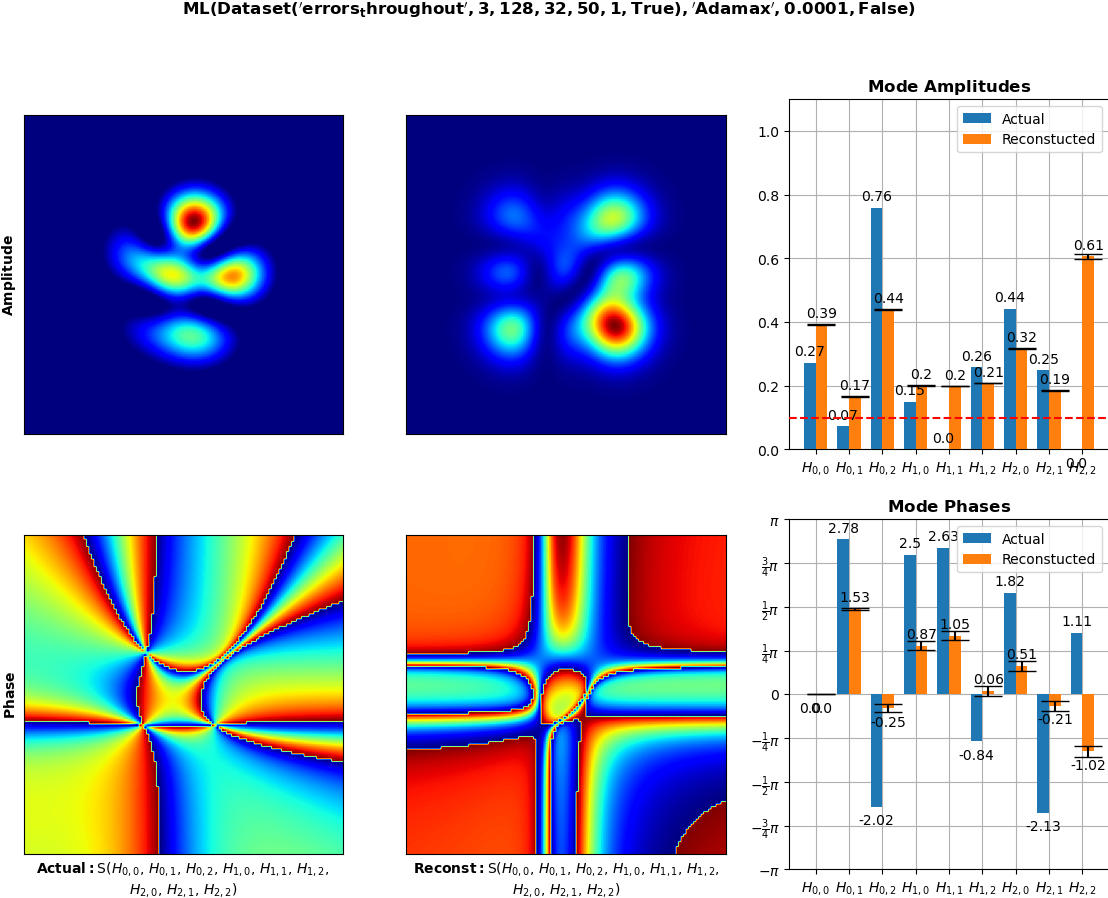 ML(Dataset('errors_throughout', 3, 128, 32, 50, 1, True), 'Adamax', 0.0001, False)
Amplitude
Mode Amplitudes
Actual
Reconstucted
1.0
0.8
0.6
0.4
0.2
0.0
0.27
0.39
0.07
0.17
0.76
0.44
0.15
0.2
0.0
0.2
0.26
0.21
0.44
0.32
0.25
0.19
0.0
0.61
H0,0 H0,1 H0,2 H1,0 H1,1 H1,2 H2,0 H2,1 H2,2
Phase
Mode Phases
Actual
Reconstucted
π
3/4π
1/2π
1/4π
0
−1/4π
−1/2π
−3/4π
−π
0.0
0.0
2.78
1.53
-2.02
-0.25
2.5
0.87
2.63
1.05
-0.84
0.06
1.82
0.51
-2.13
-0.21
1.11
-1.02
H0,0 H0,1 H0,2 H1,0 H1,1 H1,2 H2,0 H2,1 H2,2
Actual: S(H0,0, H0,1, H0,2, H1,0, H1,1, H1,2,
H2,0, H2,1, H2,2)
Reconst: S(H0,0, H0,1, H0,2, H1,0, H1,1, H1,2,
H2,0, H2,1, H2,2)